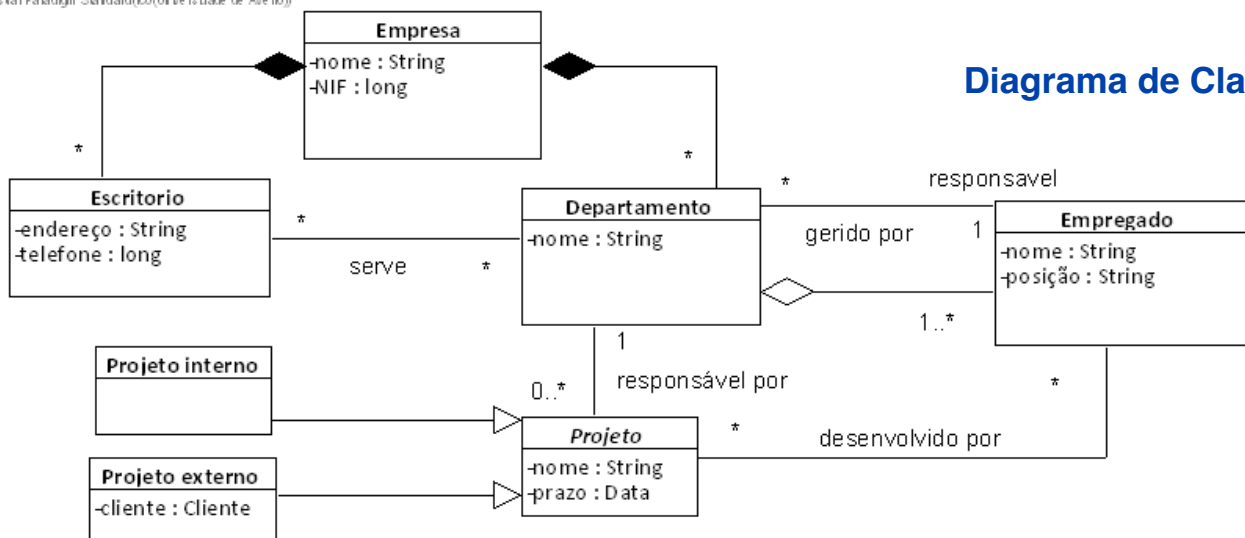 Empresa
-nome : String
-NIF : long
Diagrama de Cla
*
*
*
responsavel
Escritorio
-endereço : String
-telefone : long
*
serve
*
Departamento
-nome : String
gerido por
1
Empregado
-nome : String
-posição : String
1..*
1
responsável por
0..*
*
Projeto interno
Projeto
-nome : String
-prazo : Data
*
desenvolvido por
Projeto externo
-cliente : Cliente